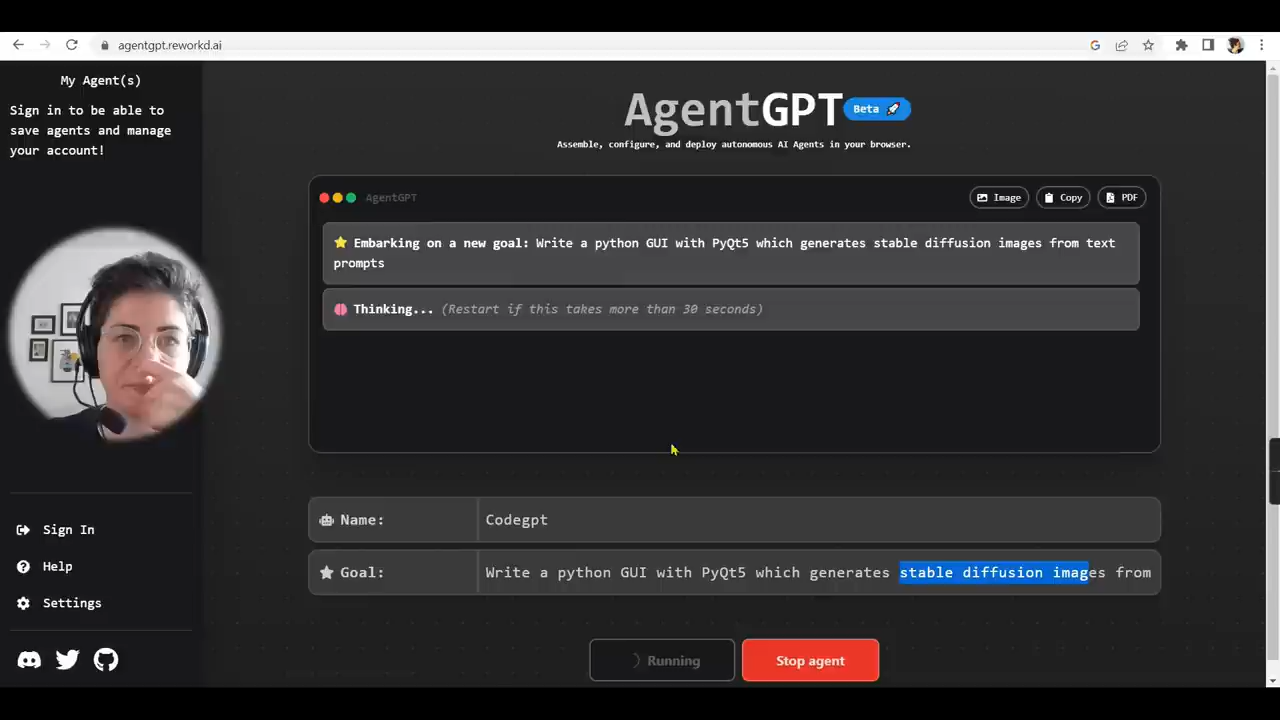 agentgpt.reworkd.ai
My Agent(s)
Sign in to be able to
save agents and manage
your account!
AgentGPT
Beta
Assemble, configure, and deploy autonomous AI Agents in your browser.
AgentGPT
Image
Copy
PDF
Embarking on a new goal: Write a python GUI with PyQt5 which generates stable diffusion images from text
prompts
Thinking... (Restart if this takes more than 30 seconds)
Name:
Codegpt
Goal:
Write a python GUI with PyQt5 which generates stable diffusion images from
Sign In
Help
Settings
Running
Stop agent